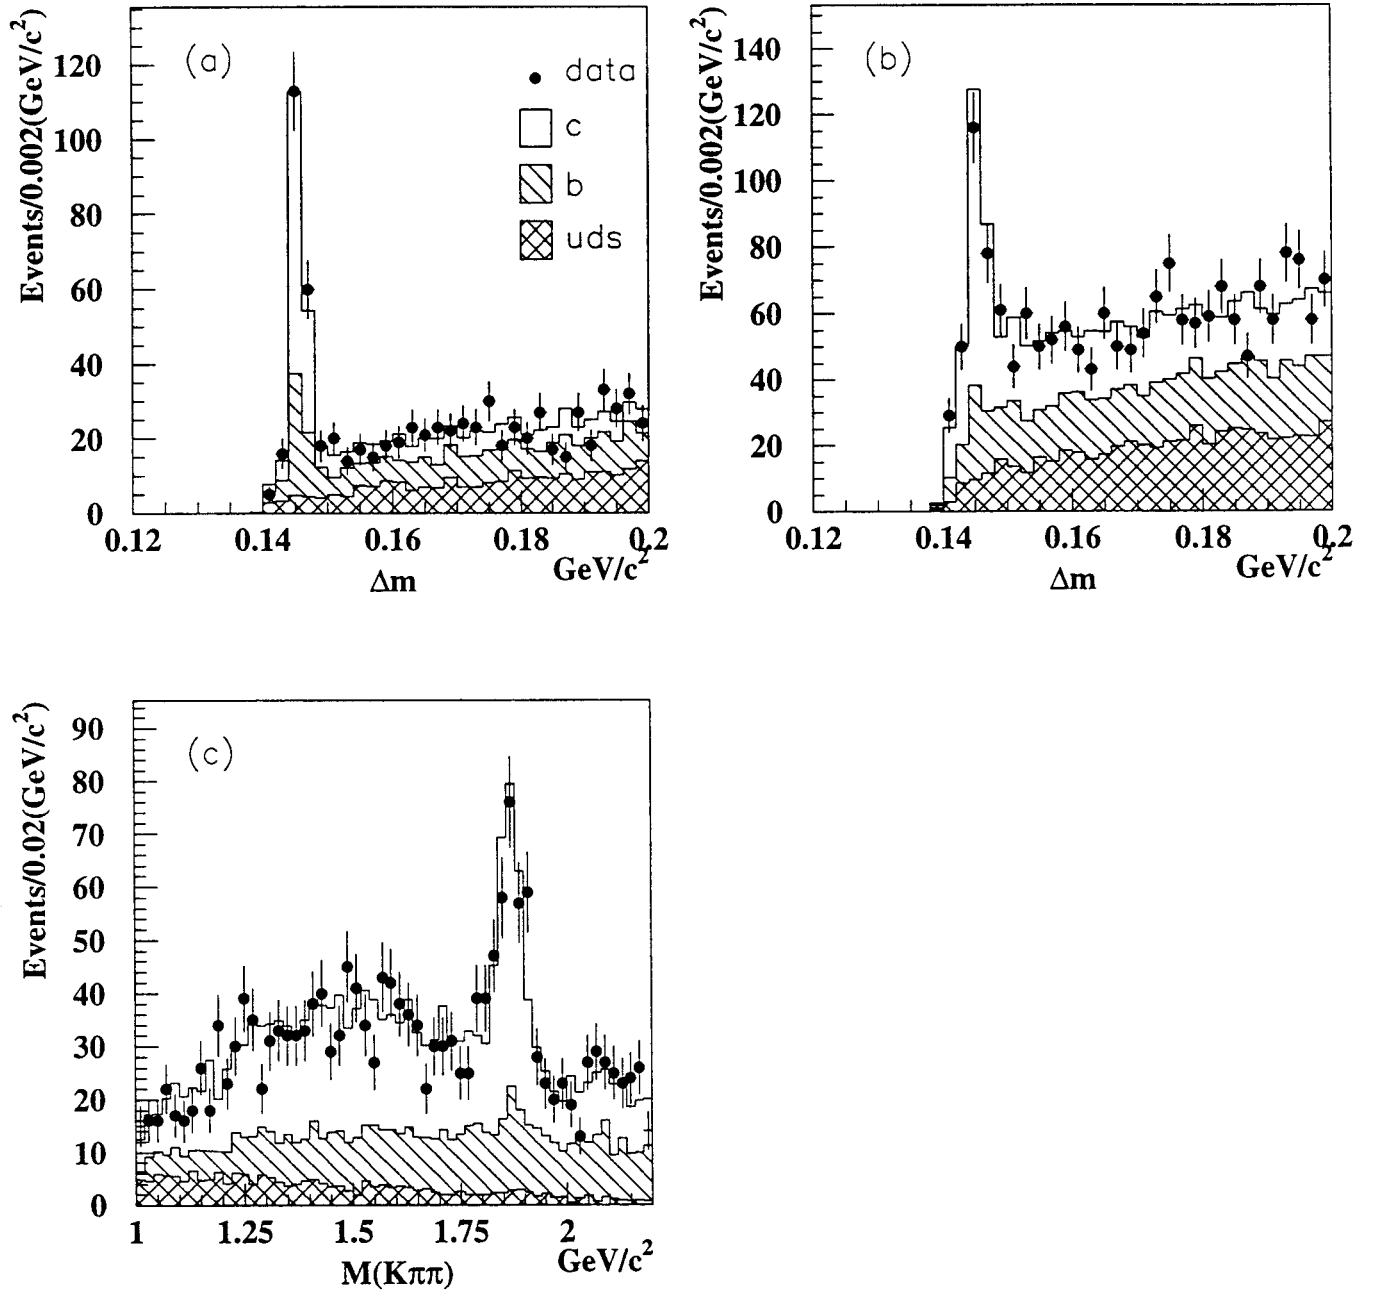 (a)
Events/0.002(GeV/c²)
120
100
80
60
40
20
0
data
c
b
uds
0.12 0.14 0.16 0.18 0.2
Δm
GeV/c²
(b)
Events/0.002(GeV/c²)
140
120
100
80
60
40
20
0
0.12 0.14 0.16 0.18 0.2
Δm
GeV/c²
(c)
Events/0.02(GeV/c²)
90
80
70
60
50
40
30
20
10
0
1 1.25 1.5 1.75 2
M(Kππ)
GeV/c²